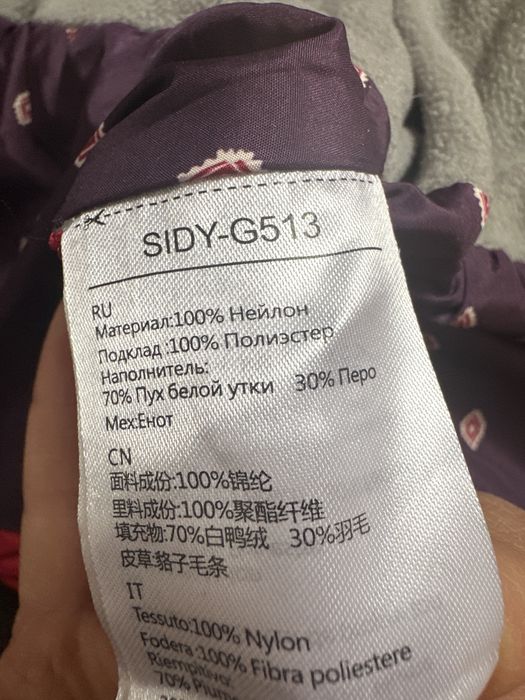 SIDY-G513
RU
Материал:100% Нейлон
Подклад :100% Полиэстер
Наполнитель:
70% Пух белой утки 30% Перо
Мех:Енот
CN
面料成份:100%锦纶
里料成份:100%聚酯纤维
填充物:70%白鸭绒 30%羽毛
皮草:貉子毛条
IT
Tessuto:100% Nylon
Fodera:100% Fibra poliestere
Riempitivo:
70% Pium